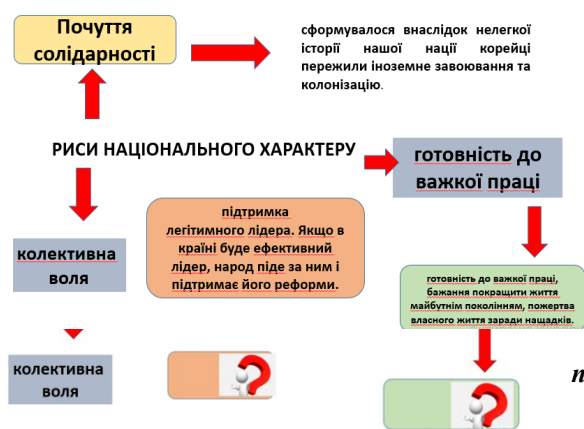 Почуття
солідарності
сформувалося внаслідок нелегкої
історії нашої нації корейці
пережили іноземне завоювання та
колонізацію.
РИСИ НАЦІОНАЛЬНОГО ХАРАКТЕРУ
готовність до
важкої праці
підтримка
легітимного лідера. Якщо в
країні буде ефективний
лідер, народ піде за ним і
підтримає його реформи.
колективна
воля
готовність до важкої праці,
бажання покращити життя
майбутнім поколінням, пожертва
власного життя заради нащадків.
колективна
воля
п